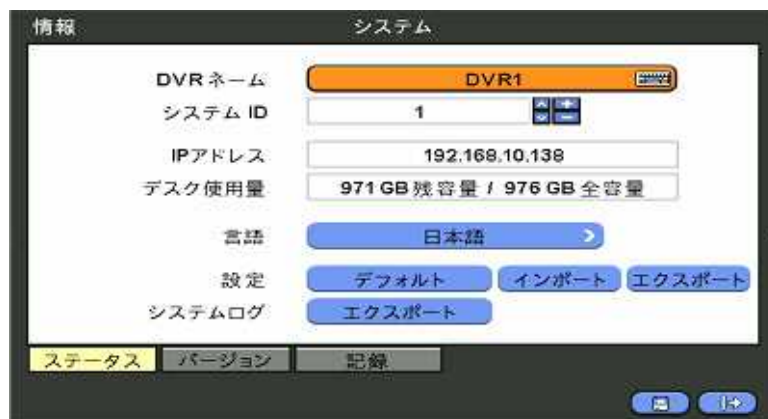 情報 システム
DVRネーム DVR1
システム ID 1
IPアドレス 192.168.10.138
デスク使用量 971 GB 残容量 / 976 GB 全容量
言語 日本語
設定 デフォルト インポート エクスポート
システムログ エクスポート
ステータス バージョン 記録